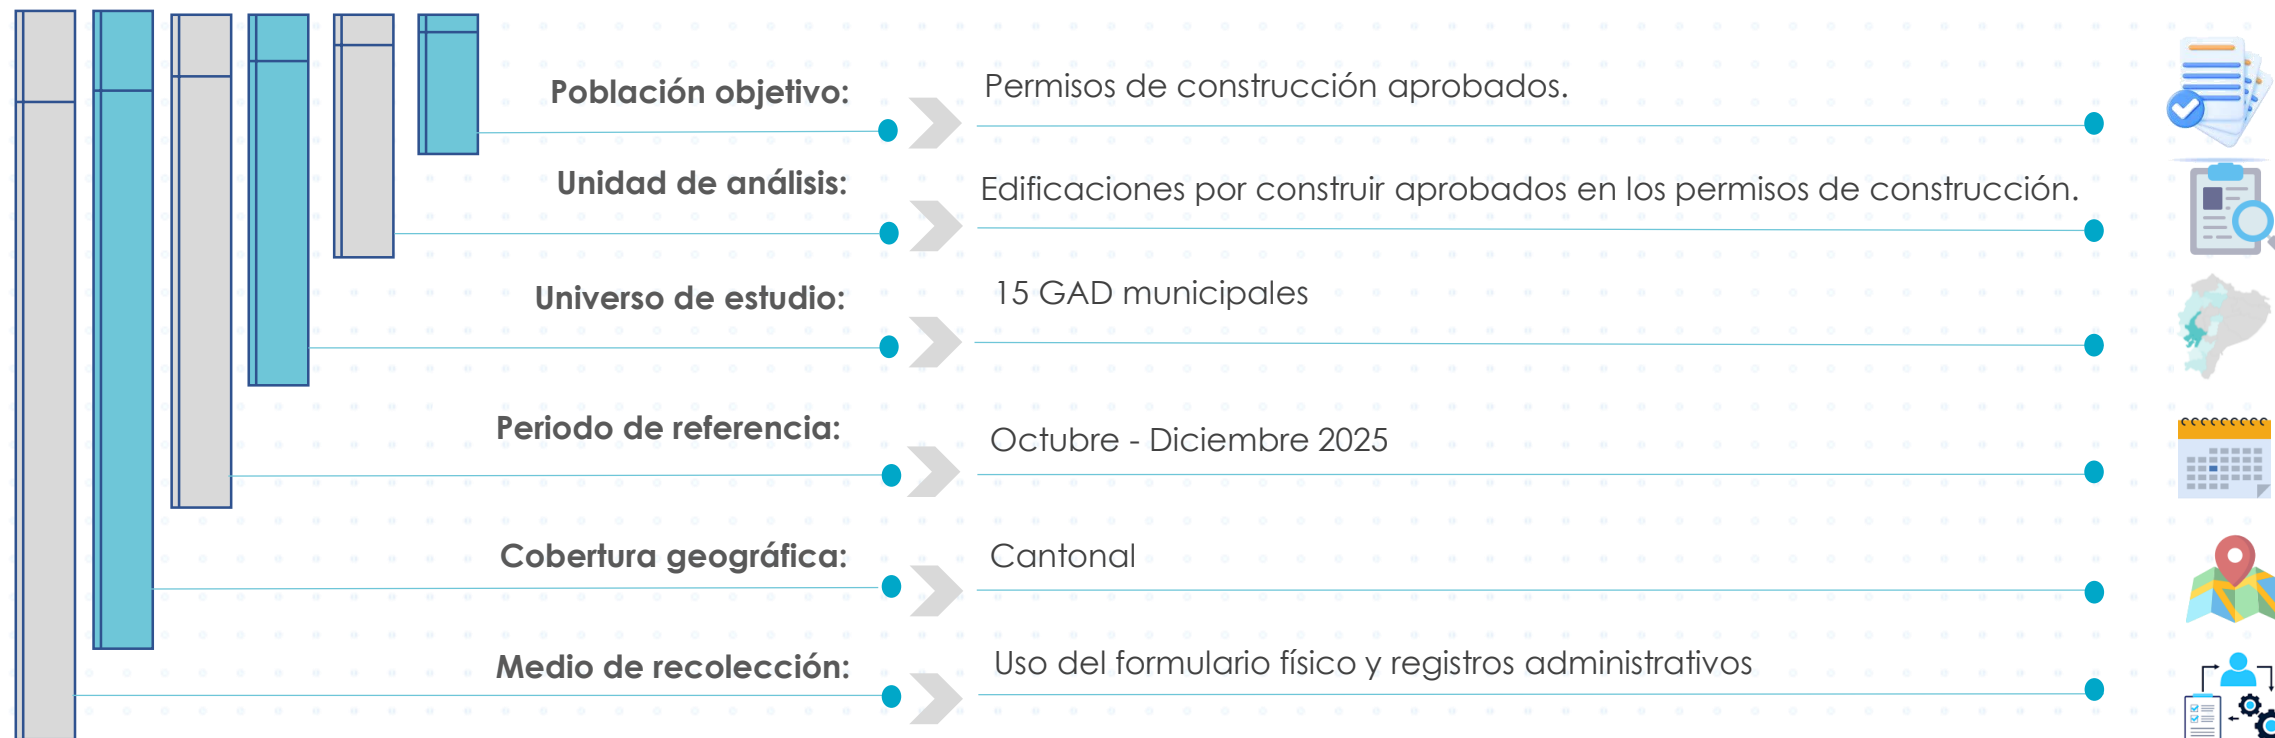 Población objetivo:
Permisos de construcción aprobados.
Unidad de análisis:
Edificaciones por construir aprobados en los permisos de construcción.
Universo de estudio:
15 GAD municipales
Periodo de referencia:
Octubre - Diciembre 2025
Cobertura geográfica:
Cantonal
Medio de recolección:
Uso del formulario físico y registros administrativos